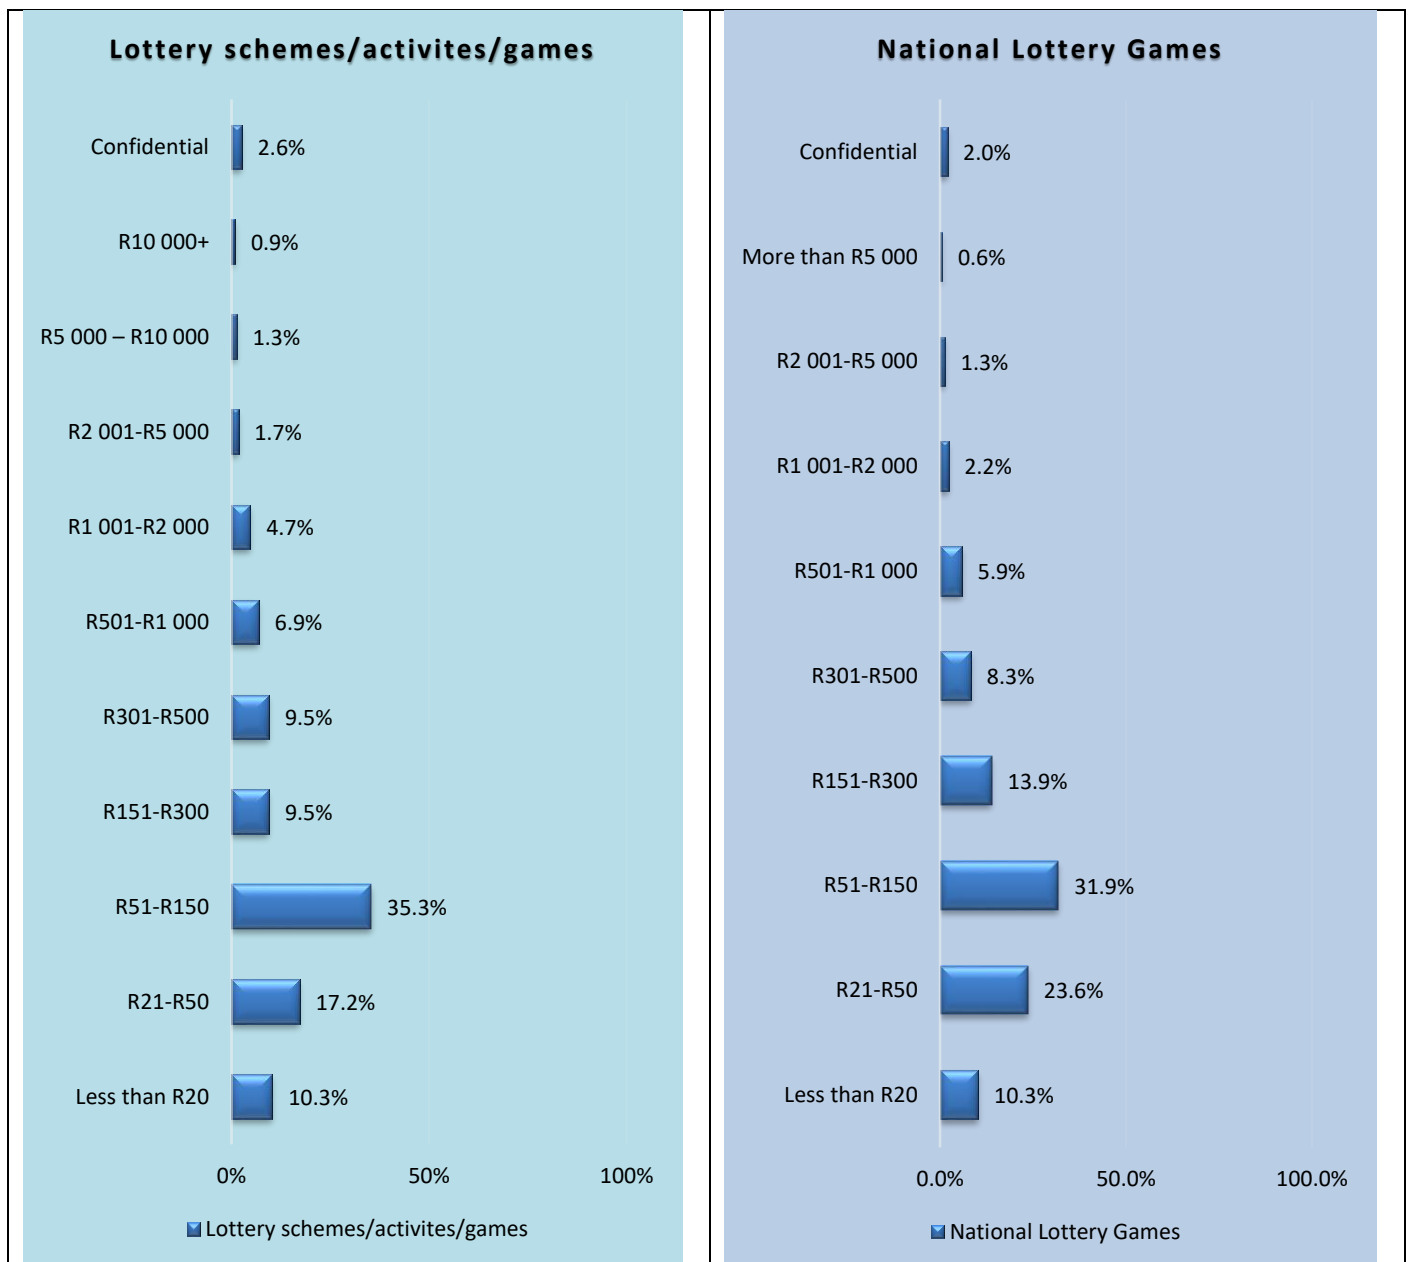 Lottery schemes/activites/games
Confidential 2.6%
R10 000+ 0.9%
R5 000 – R10 000 1.3%
R2 001-R5 000 1.7%
R1 001-R2 000 4.7%
R501-R1 000 6.9%
R301-R500 9.5%
R151-R300 9.5%
R51-R150 35.3%
R21-R50 17.2%
Less than R20 10.3%
0% 50% 100%
Lottery schemes/activites/games
National Lottery Games
Confidential 2.0%
More than R5 000 0.6%
R2 001-R5 000 1.3%
R1 001-R2 000 2.2%
R501-R1 000 5.9%
R301-R500 8.3%
R151-R300 13.9%
R51-R150 31.9%
R21-R50 23.6%
Less than R20 10.3%
0.0% 50.0% 100.0%
National Lottery Games